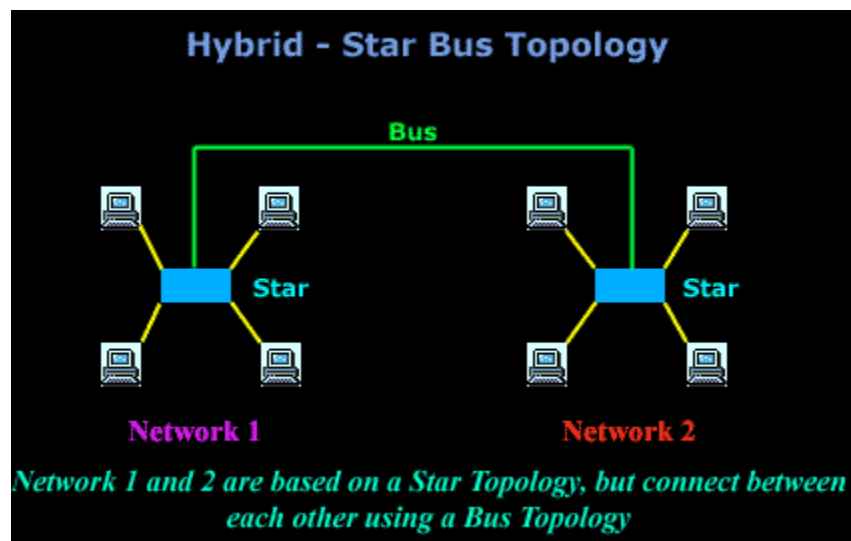 Hybrid - Star Bus Topology
Bus
Star
Star
Network 1
Network 2
Network 1 and 2 are based on a Star Topology, but connect between
each other using a Bus Topology